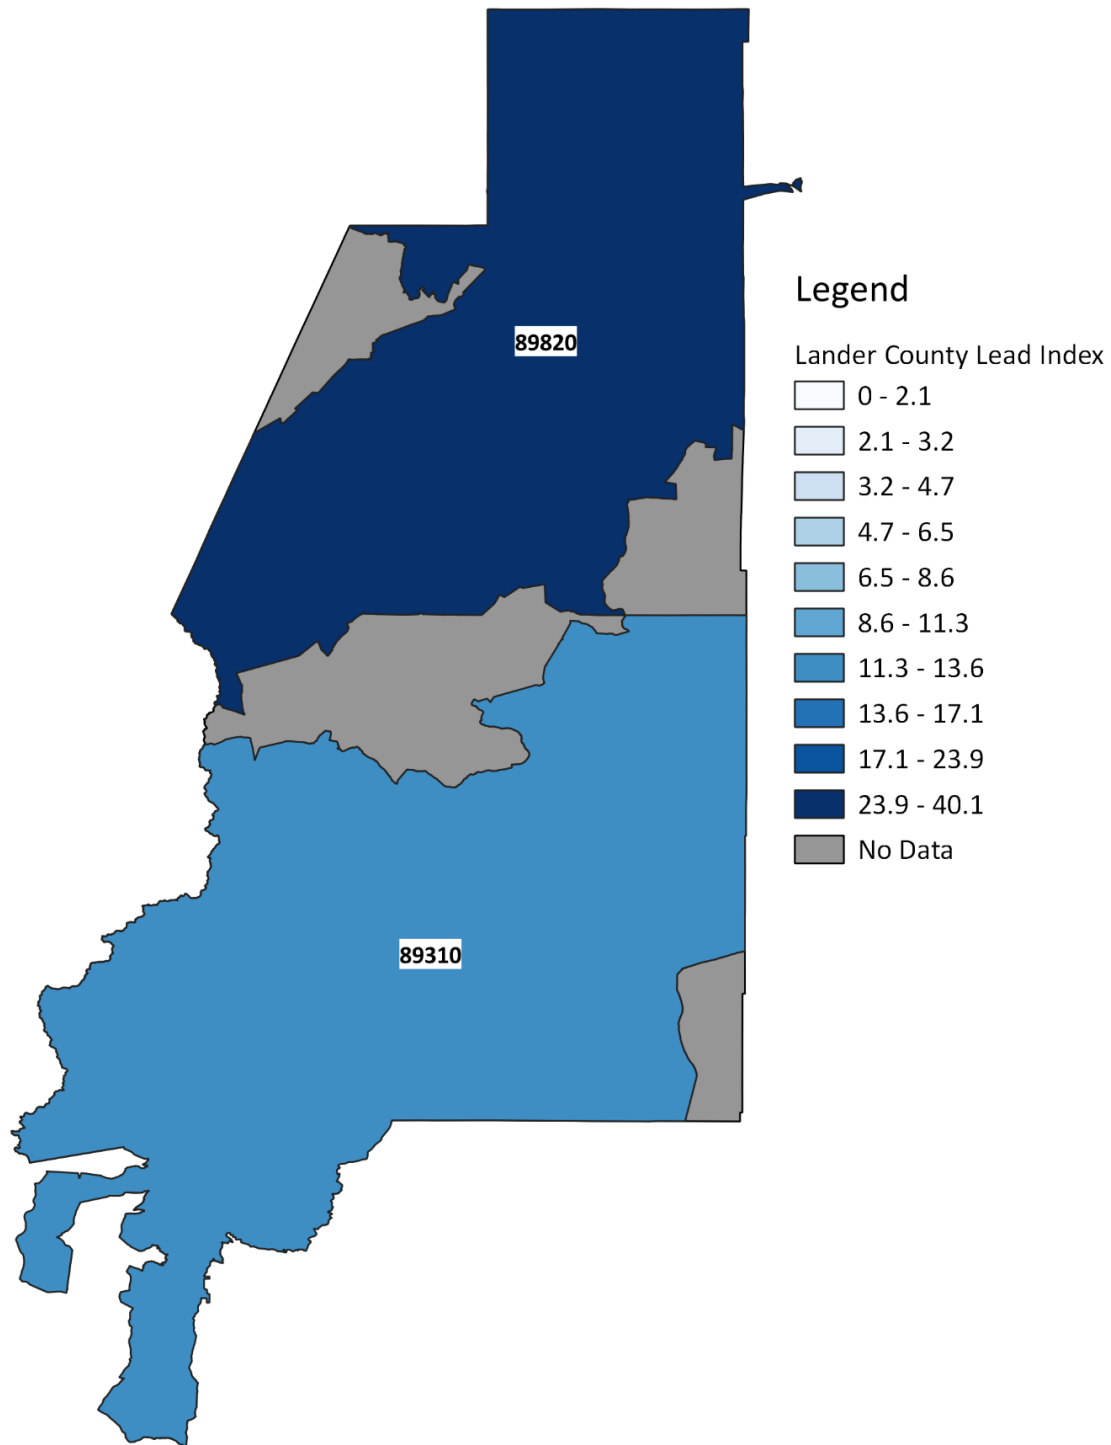 Legend
89820
Lander County Lead Index
0 - 2.1
2.1 - 3.2
3.2 - 4.7
4.7 - 6.5
6.5 - 8.6
8.6 - 11.3
11.3 - 13.6
13.6 - 17.1
17.1 - 23.9
23.9 - 40.1
No Data
89310